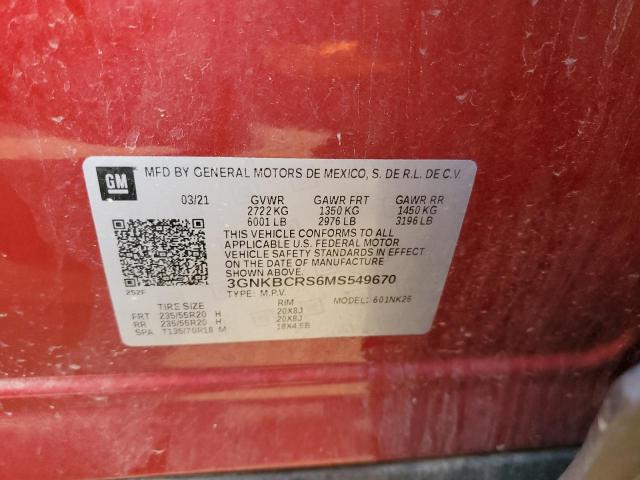 GM
MFD BY GENERAL MOTORS DE MEXICO, S. DE R.L. DE C.V.
03/21 GVWR GAWR FRT GAWR RR
2722 KG 1350 KG 1450 KG
6001 LB 2976 LB 3196 LB
THIS VEHICLE CONFORMS TO ALL
APPLICABLE U.S. FEDERAL MOTOR
VEHICLE SAFETY STANDARDS IN EFFECT
ON THE DATE OF MANUFACTURE
SHOWN ABOVE.
3GNKBCRS6MS549670
252F TYPE: M.P.V. MODEL: 601NK26
TIRE SIZE RIM
FRT 235/55R20 H 20X8J
RR 235/55R20 H 20X8J
SPA T135/70R18 M 18X4.5B